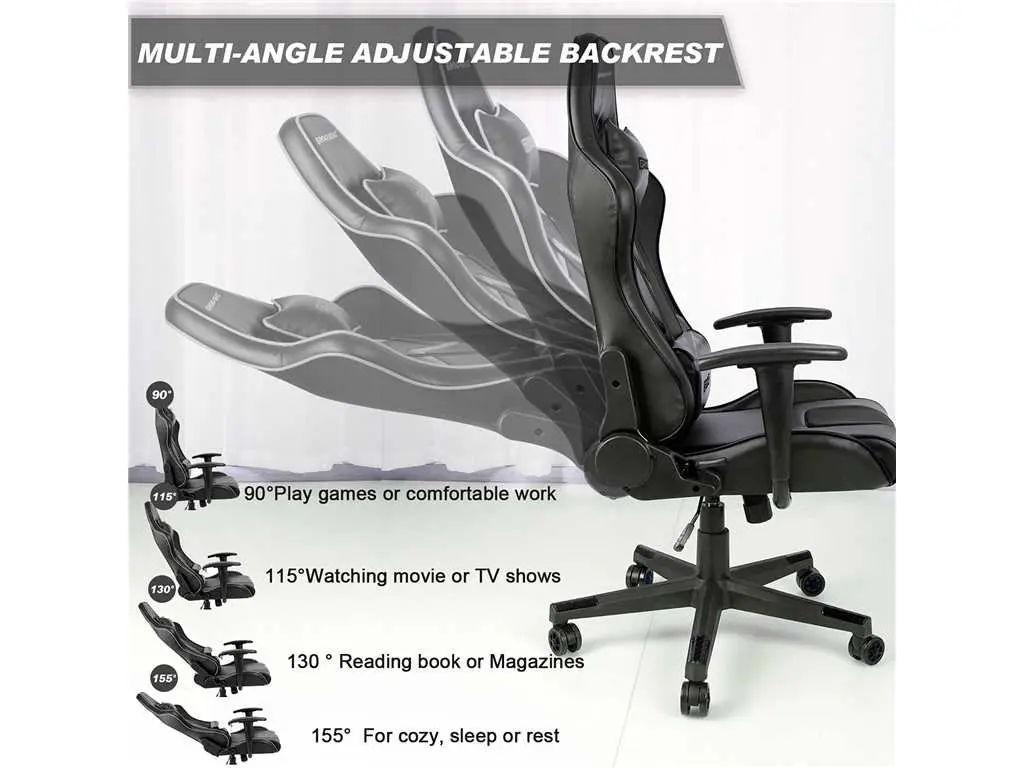 MULTI-ANGLE ADJUSTABLE BACKREST
90°
90°Play games or comfortable work
115°
115°Watching movie or TV shows
130°
130 ° Reading book or Magazines
155°
155° For cozy, sleep or rest